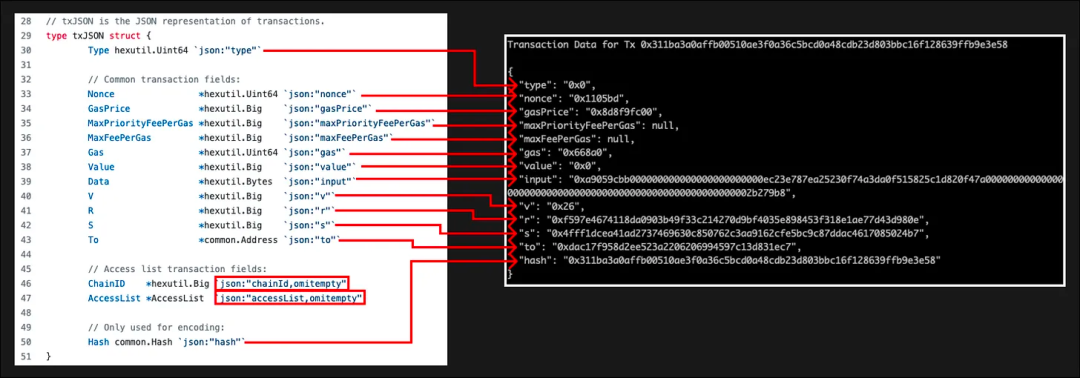 28 // txJSON is the JSON representation of transactions.
29 type txJSON struct {
30 Type hexutil.Uint64 `json:"type"`
31
32 // Common transaction fields:
33 Nonce *hexutil.Uint64 `json:"nonce"`
34 GasPrice *hexutil.Big `json:"gasPrice"`
35 MaxPriorityFeePerGas *hexutil.Big `json:"maxPriorityFeePerGas"`
36 MaxFeePerGas *hexutil.Big `json:"maxFeePerGas"`
37 Gas *hexutil.Uint64 `json:"gas"`
38 Value *hexutil.Big `json:"value"`
39 Data *hexutil.Bytes `json:"input"`
40 V *hexutil.Big `json:"v"`
41 R *hexutil.Big `json:"r"`
42 S *hexutil.Big `json:"s"`
43 To *common.Address `json:"to"`
44
45 // Access list transaction fields:
46 ChainID *hexutil.Big `json:"chainId,omitempty"`
47 AccessList *AccessList `json:"accessList,omitempty"`
48
49 // Only used for encoding:
50 Hash common.Hash `json:"hash"`
51 }
Transaction Data for Tx 0x311ba3a0affb00510ae3f0a36c5bcd0a48cdb23d803bbc16f128639ffb9e3e58
{
"type": "0x0",
"nonce": "0x1105bd",
"gasPrice": "0x8d8f9fc00",
"maxPriorityFeePerGas": null,
"maxFeePerGas": null,
"gas": "0x668a0",
"value": "0x0",
"input":
"v": "0x26",
"r": "0xf597e4674118da0903b49f33c214270d9bf4035e898453f318e1ae77d43d980e",
"s": "0x4fff1dcea41ad2737469630c850762c3aa9162cfe5bc9c87ddac4617085024b7",
"to": "0xdac17f958d2ee523a2206206994597c13d831ec7",
"hash": "0x311ba3a0affb00510ae3f0a36c5bcd0a48cdb23d803bbc16f128639ffb9e3e58"
}